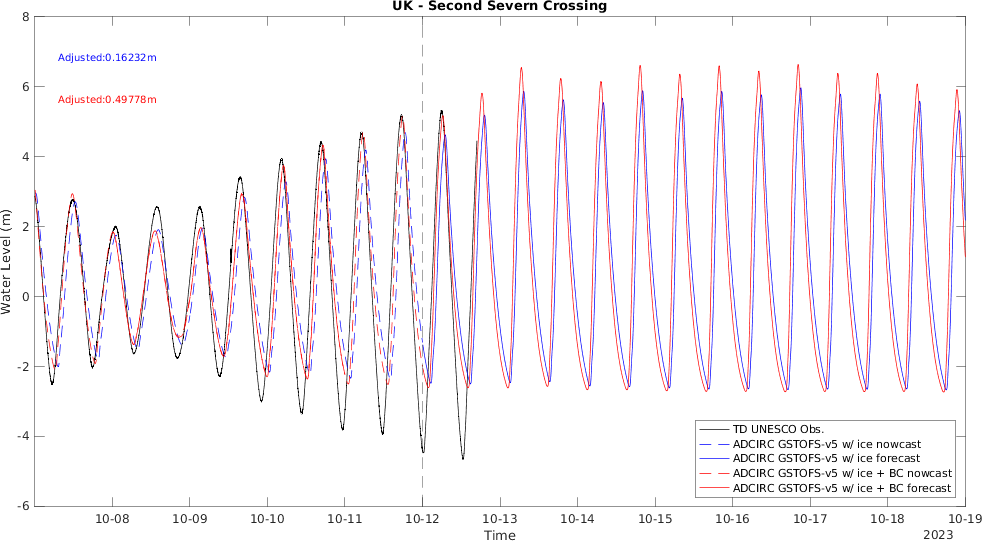 UK - Second Severn Crossing
8
Adjusted:0.16232m
6
Adjusted:0.49778m
4
2
0
-2
-4
-6
Water Level (m)
TD UNESCO Obs.
ADCIRC GSTOFS-v5 w/ ice nowcast
ADCIRC GSTOFS-v5 w/ ice forecast
ADCIRC GSTOFS-v5 w/ ice + BC nowcast
ADCIRC GSTOFS-v5 w/ ice + BC forecast
10-08 10-09 10-10 10-11 10-12 10-13 10-14 10-15 10-16 10-17 10-18 10-19
Time
2023